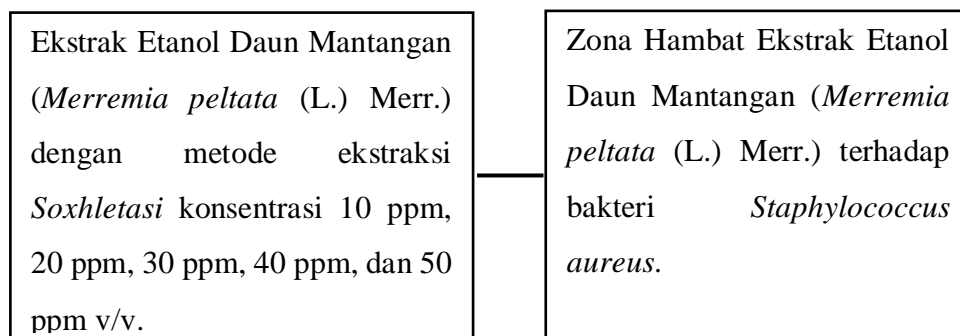 Ekstrak Etanol Daun Mantangan
(Merremia peltata (L.) Merr.)
dengan metode ekstraksi
Soxhletasi konsentrasi 10 ppm,
20 ppm, 30 ppm, 40 ppm, dan 50
ppm v/v.
Zona Hambat Ekstrak Etanol
Daun Mantangan (Merremia
peltata (L.) Merr.) terhadap
bakteri Staphylococcus
aureus.